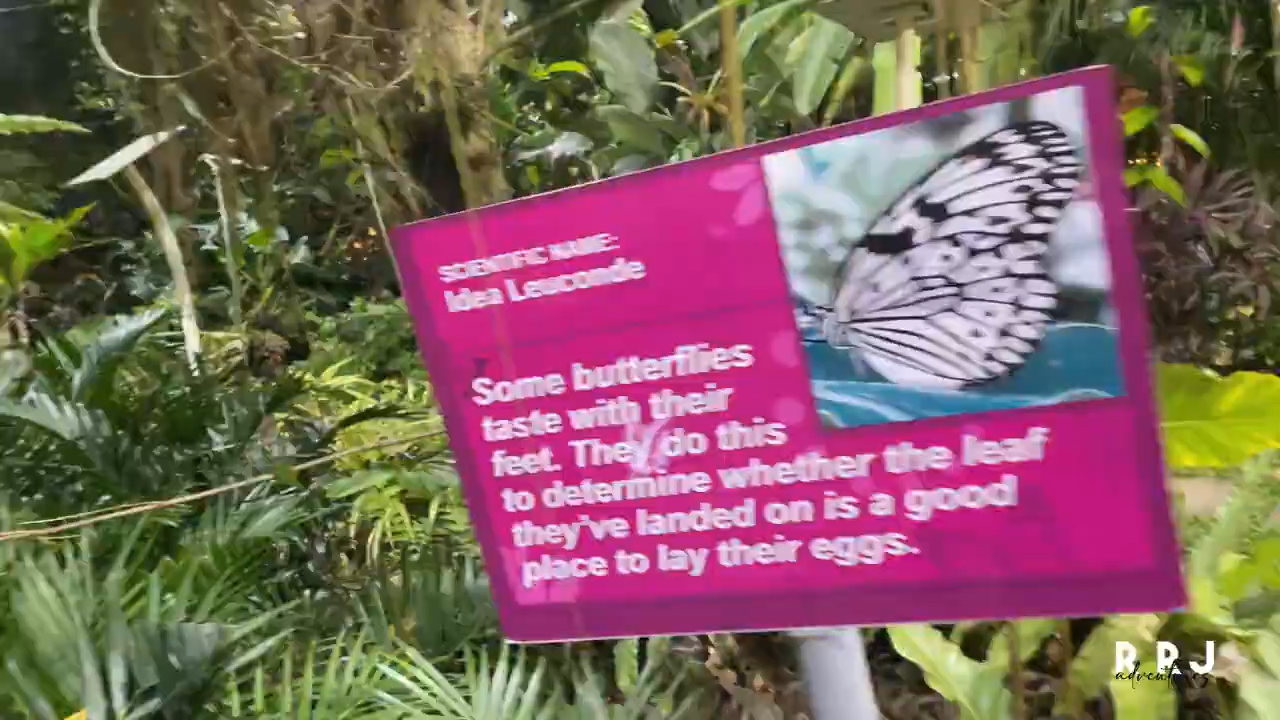 SCIENTIFIC NAME:
Idea Leuconde
Some butterflies
taste with their
feet. They do this
to determine whether the leaf
they've landed on is a good
place to lay their eggs.
R.R.J
adventures